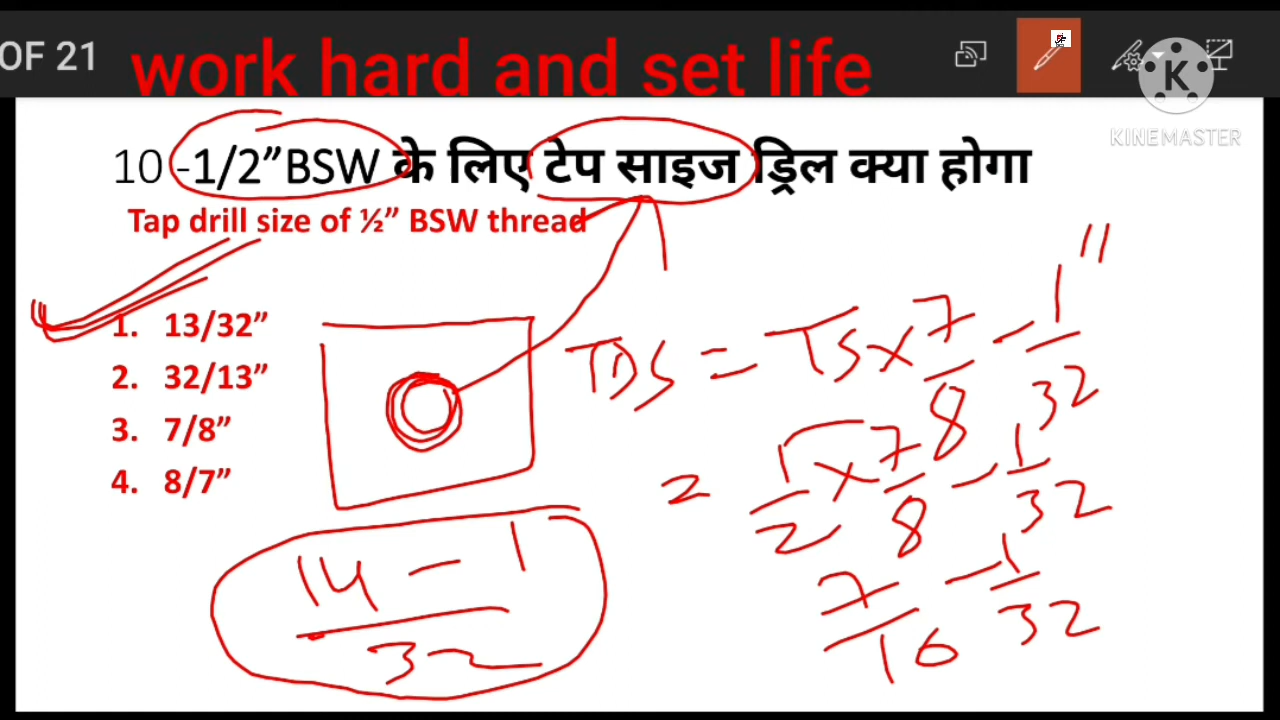 OF 21
work hard and set life
KINEMASTER
10 -1/2”BSW के लिए टेप साइज ड्रिल क्या होगा
Tap drill size of ½” BSW thread
1. 13/32”
2. 32/13”
3. 7/8”
4. 8/7”
TDS = TS × 7/8 - 1/32"
= 1/2 × 7/8 - 1/32
7/16 - 1/32
14 - 1
32